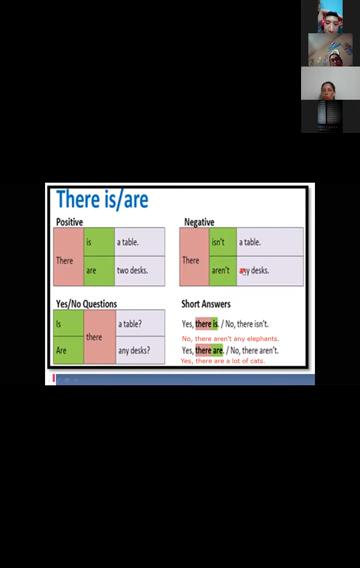 There is/are
Positive
There
is
a table.
are
two desks.
Negative
There
isn't
a table.
aren't
any desks.
Yes/No Questions
Is
there
a table?
Are
any desks?
Short Answers
Yes, there is. / No, there isn't.
No, there aren't any elephants.
Yes, there are. / No, there aren't.
Yes, there are a lot of cats.